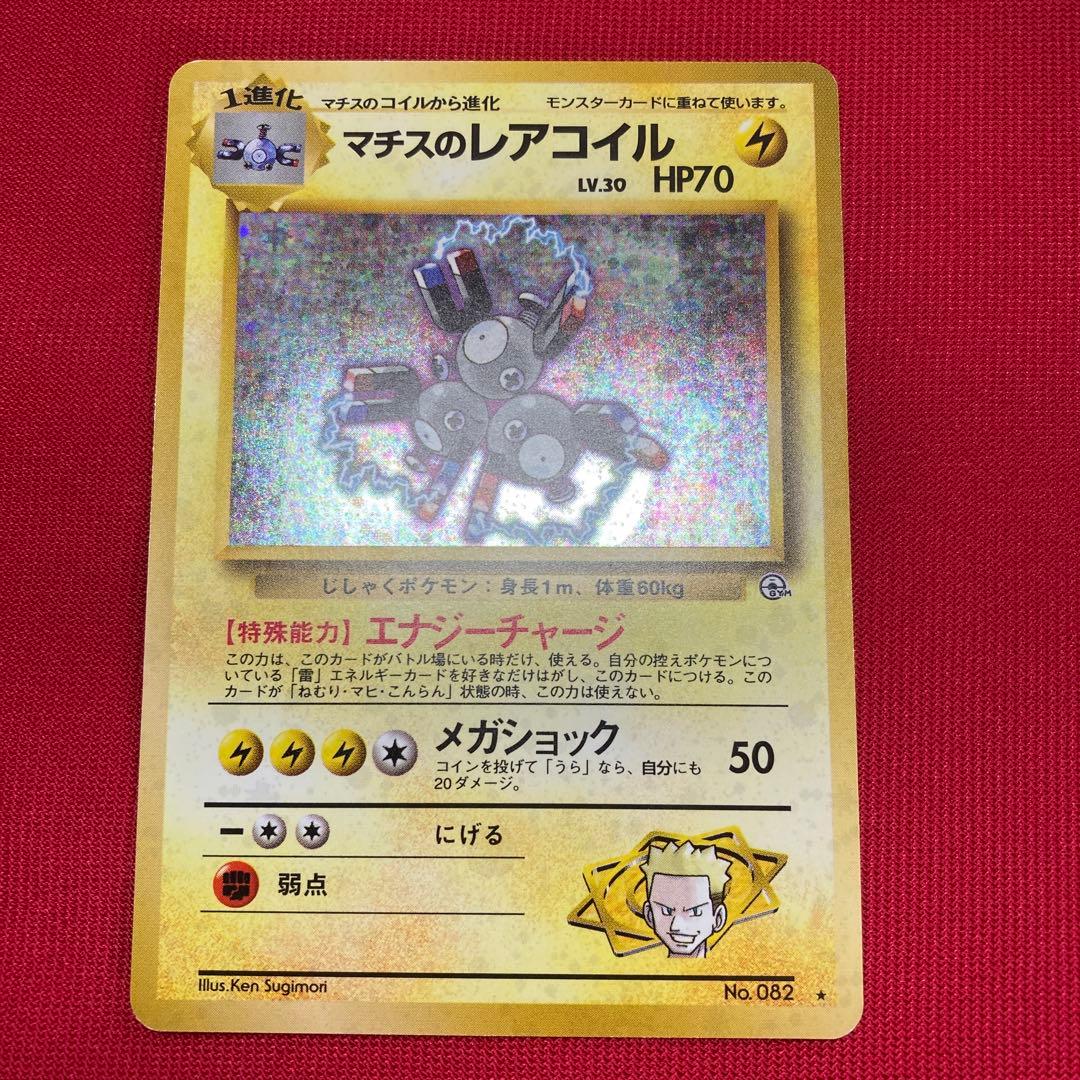 1進化
マチスのコイルから進化
モンスターカードに重ねて使います。
マチスのレアコイル
LV.30 HP70
じしゃくポケモン：身長1m、体重60kg
GYM
【特殊能力】エナジーチャージ
この力は、このカードがバトル場にいる時だけ、使える。自分の控えポケモンにつ
いている「雷」エネルギーカードを好きなだけはがし、このカードにつける。この
カードが「ねむり・マヒ・こんらん」状態の時、この力は使えない。
メガショック
コインを投げて「うら」なら、自分にも
20ダメージ。
50
にげる
弱点
Illus.Ken Sugimori
No.082 ★